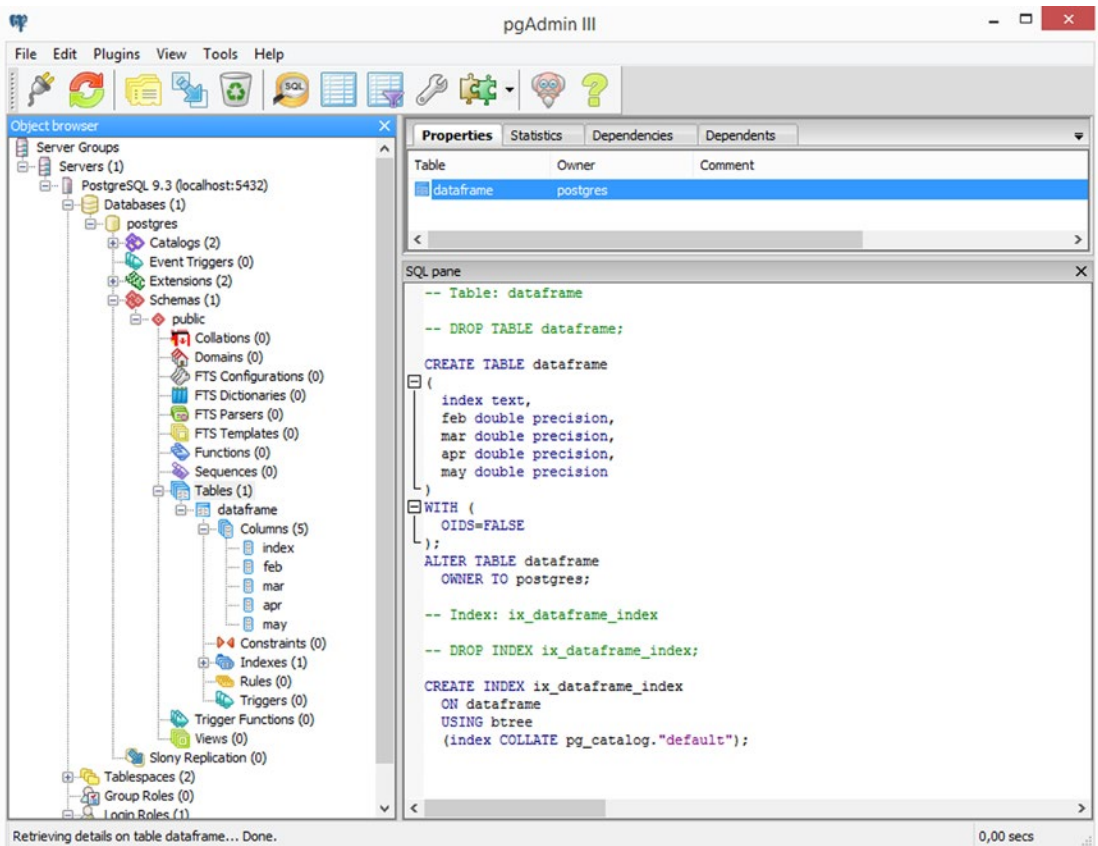 pgAdmin III
File Edit Plugins View Tools Help
SQL
Object browser
Server Groups
Servers (1)
PostgreSQL 9.3 (localhost:5432)
Databases (1)
postgres
Catalogs (2)
Event Triggers (0)
Extensions (2)
Schemas (1)
public
Collations (0)
Domains (0)
FTS Configurations (0)
FTS Dictionaries (0)
FTS Parsers (0)
FTS Templates (0)
Functions (0)
Sequences (0)
Tables (1)
dataframe
Columns (5)
index
feb
mar
apr
may
Constraints (0)
Indexes (1)
Rules (0)
Triggers (0)
Trigger Functions (0)
Views (0)
Slony Replication (0)
Tablespaces (2)
Group Roles (0)
Login Roles (1)
Properties Statistics Dependencies Dependents
Table Owner Comment
dataframe postgres
SQL pane
-- Table: dataframe
-- DROP TABLE dataframe;
CREATE TABLE dataframe
(
index text,
feb double precision,
mar double precision,
apr double precision,
may double precision
)
WITH (
OIDS=FALSE
);
ALTER TABLE dataframe
OWNER TO postgres;
-- Index: ix_dataframe_index
-- DROP INDEX ix_dataframe_index;
CREATE INDEX ix_dataframe_index
ON dataframe
USING btree
(index COLLATE pg_catalog."default");
Retrieving details on table dataframe... Done. 0,00 secs